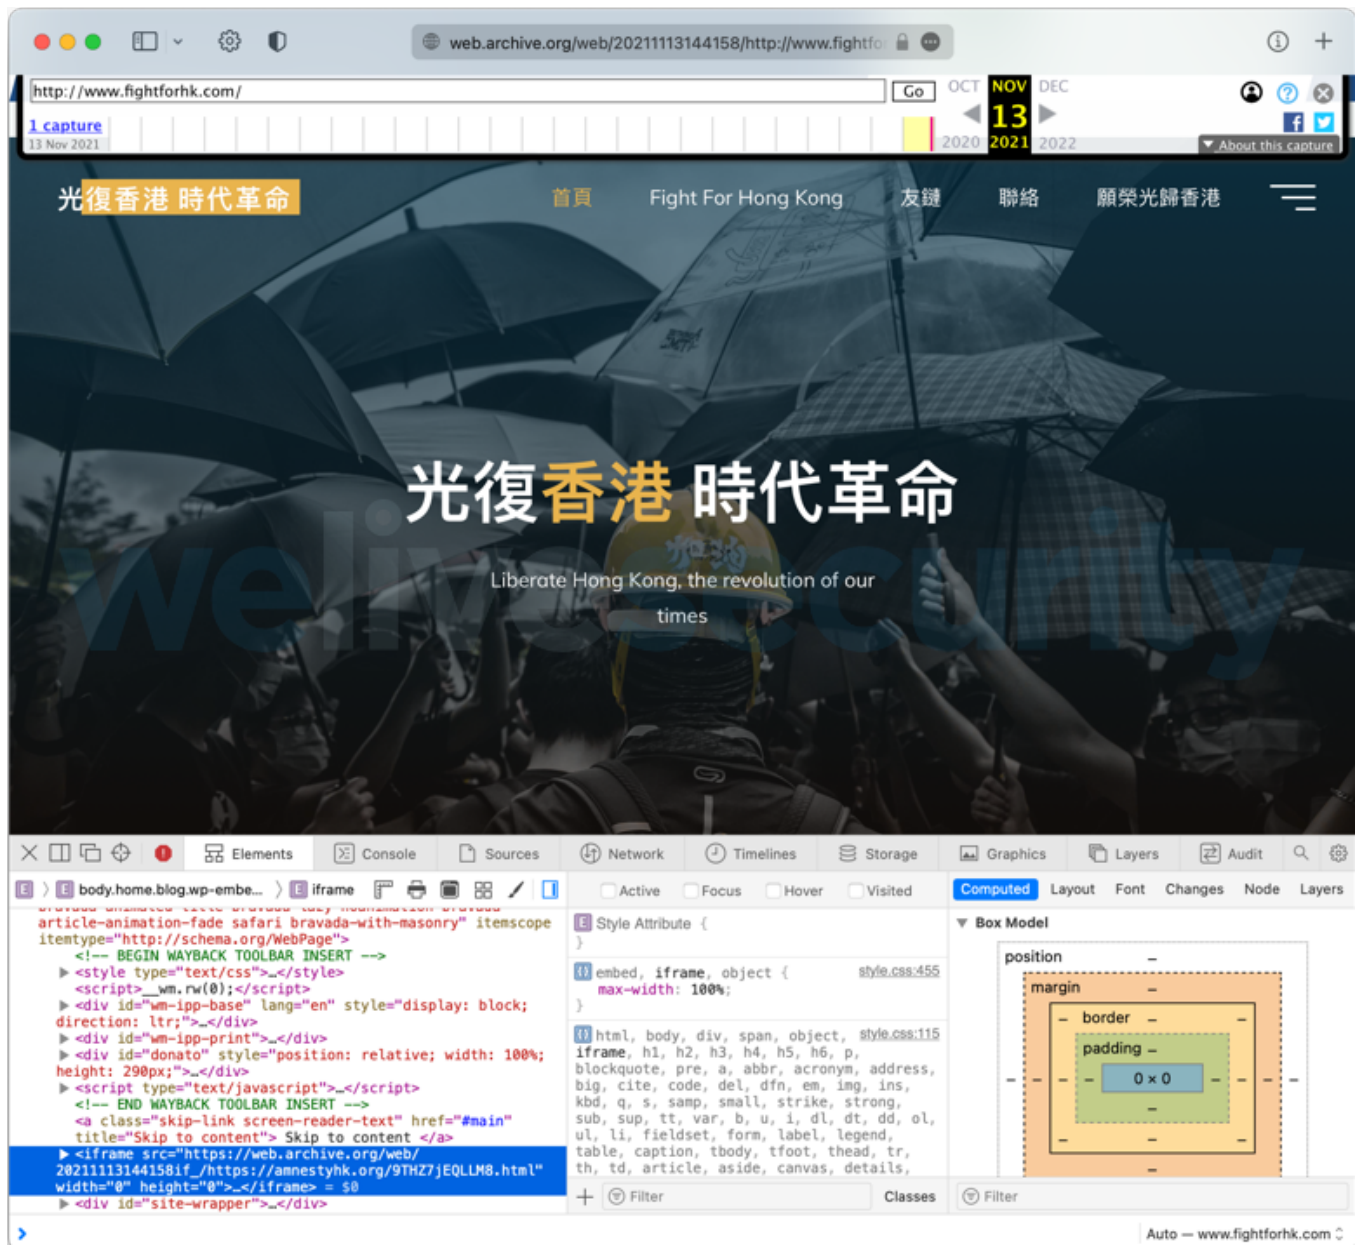 web.archive.org/web/20211113144158/http://www.fightfo
http://www.fightforhk.com/
Go
OCT NOV DEC
13
2020 2021 2022
1 capture
13 Nov 2021
▼ About this capture
光復香港 時代革命
首頁 Fight For Hong Kong 友鏈 聯絡 願榮光歸香港
光復香港 時代革命
加油
Liberate Hong Kong, the revolution of our
times
welivesecurity
Elements Console Sources Network Timelines Storage Graphics Layers Audit
E E body.home.blog.wp-embe... E iframe
article-animation-fade safari bravada-with-masonry" itemscope
itemtype="http://schema.org/WebPage">
<!-- BEGIN WAYBACK TOOLBAR INSERT -->
▶ <style type="text/css">…</style>
<script>__wm.rw(0);</script>
▶ <div id="wm-ipp-base" lang="en" style="display: block;
direction: ltr;">…</div>
▶ <div id="wm-ipp-print">…</div>
▶ <div id="donato" style="position: relative; width: 100%;
height: 290px;">…</div>
▶ <script type="text/javascript">…</script>
<!-- END WAYBACK TOOLBAR INSERT -->
<a class="skip-link screen-reader-text" href="#main"
title="Skip to content"> Skip to content </a>
▶ <iframe src="https://web.archive.org/web/
20211113144158if_/https://amnestyhk.org/9THZ7jEQLLM8.html"
width="0" height="0">…</iframe> = $0
▶ <div id="site-wrapper">…</div>
Active Focus Hover Visited
E Style Attribute {
}
embed, iframe, object { style.css:455
max-width: 100%;
}
html, body, div, span, object, style.css:115
iframe, h1, h2, h3, h4, h5, h6, p,
blockquote, pre, a, abbr, acronym, address,
big, cite, code, del, dfn, em, img, ins,
kbd, q, s, samp, small, strike, strong,
sub, sup, tt, var, b, u, i, dl, dt, dd, ol,
ul, li, fieldset, form, label, legend,
table, caption, tbody, tfoot, thead, tr,
th, td, article, aside, canvas, details,
Filter Classes
Computed Layout Font Changes Node Layers
▼ Box Model
position –
margin –
– border – –
padding –
– – – – 0 × 0 – – – –
–
– – –
–
Filter
Auto — www.fightforhk.com